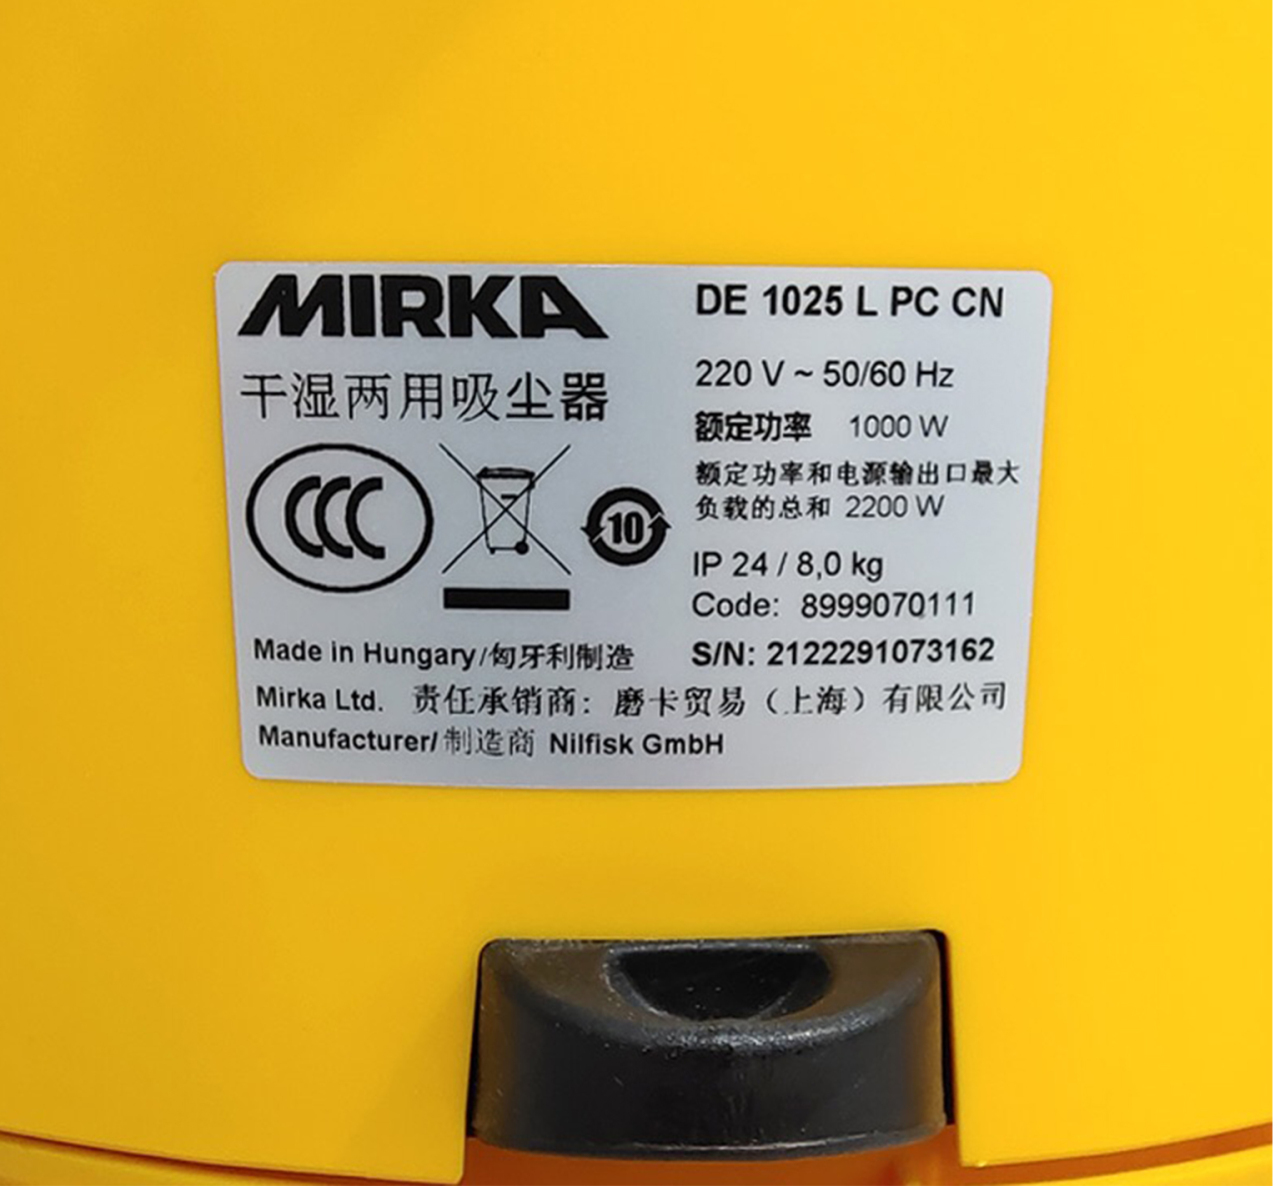 MIRKA
干湿两用吸尘器
CCC
10
DE 1025 L PC CN
220 V ~ 50/60 Hz
额定功率 1000 W
额定功率和电源输出口最大
负载的总和 2200 W
IP 24 / 8,0 kg
Code: 8999070111
S/N: 2122291073162
Made in Hungary/匈牙利制造
Mirka Ltd. 责任承销商: 磨卡贸易（上海）有限公司
Manufacturer/制造商 Nilfisk GmbH